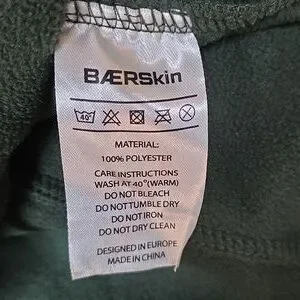 BÆRSkin
40°
MATERIAL:
100% POLYESTER
CARE INSTRUCTIONS
WASH AT 40°(WARM)
DO NOT BLEACH
DO NOT TUMBLE DRY
DO NOT IRON
DO NOT DRY CLEAN
DESIGNED IN EUROPE
MADE IN CHINA